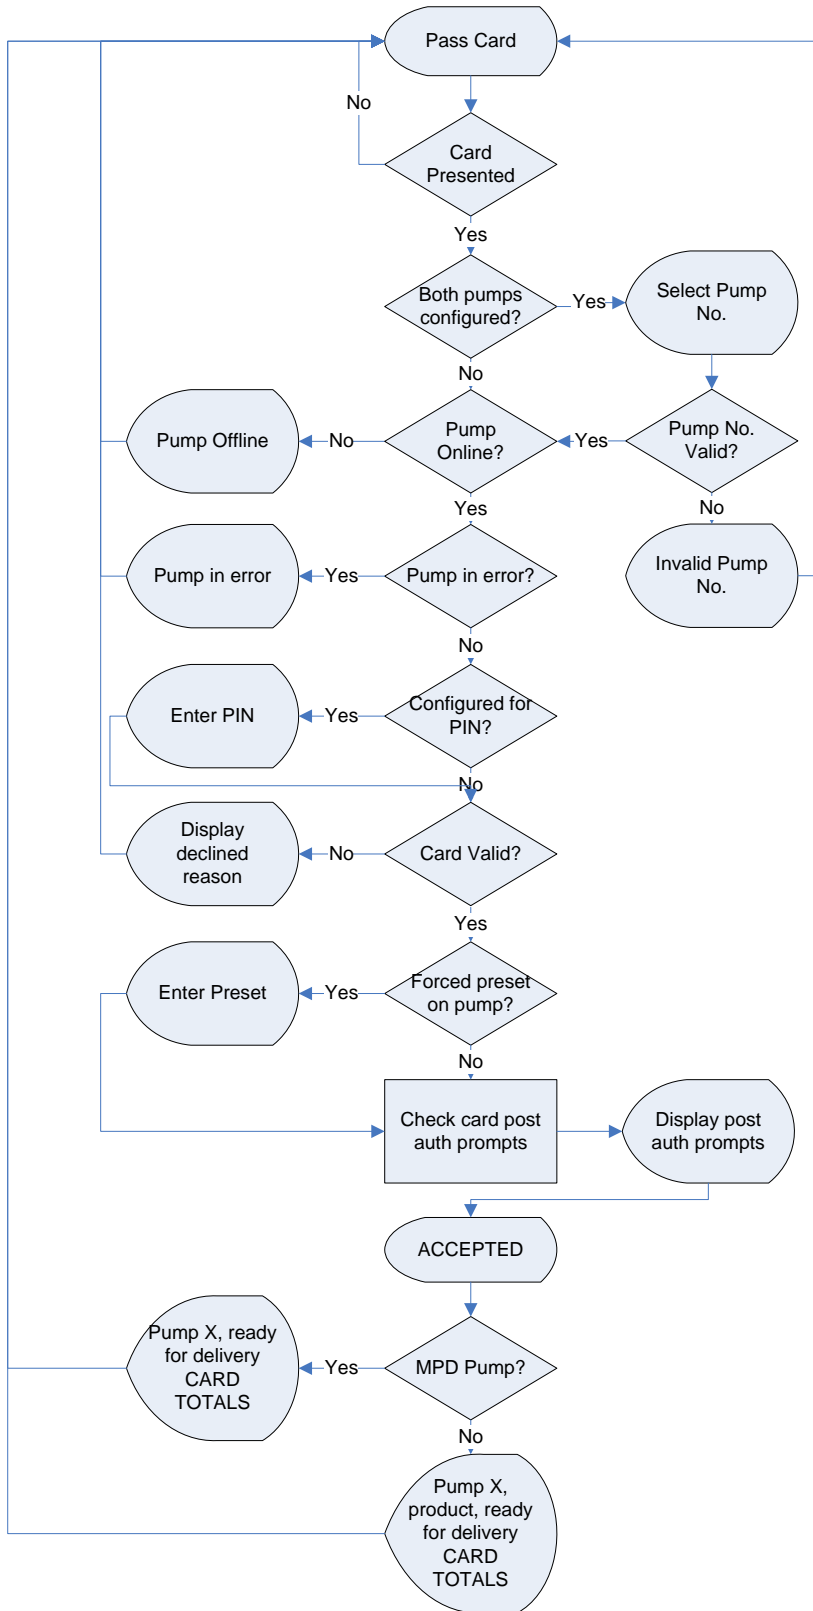 Pass Card
No
Card
Presented
Yes
Both pumps
configured?
Yes
Select Pump
No.
No
Pump Offline
No
Pump
Online?
Yes
Pump No.
Valid?
Yes
No
Pump in error
Yes
Pump in error?
Invalid Pump
No.
No
Enter PIN
Yes
Configured for
PIN?
No
Display
declined
reason
No
Card Valid?
Yes
Enter Preset
Yes
Forced preset
on pump?
No
Check card post
auth prompts
Display post
auth prompts
ACCEPTED
Pump X, ready
for delivery
CARD
TOTALS
Yes
MPD Pump?
No
Pump X,
product, ready
for delivery
CARD
TOTALS